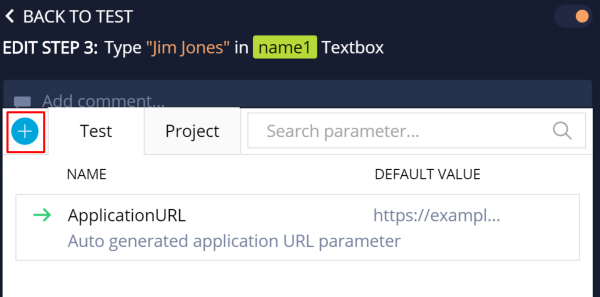 BACK TO TEST
EDIT STEP 3: Type "Jim Jones" in name1 Textbox
Add comment...
Test Project Search parameter...
NAME DEFAULT VALUE
ApplicationURL https://exampl...
Auto generated application URL parameter